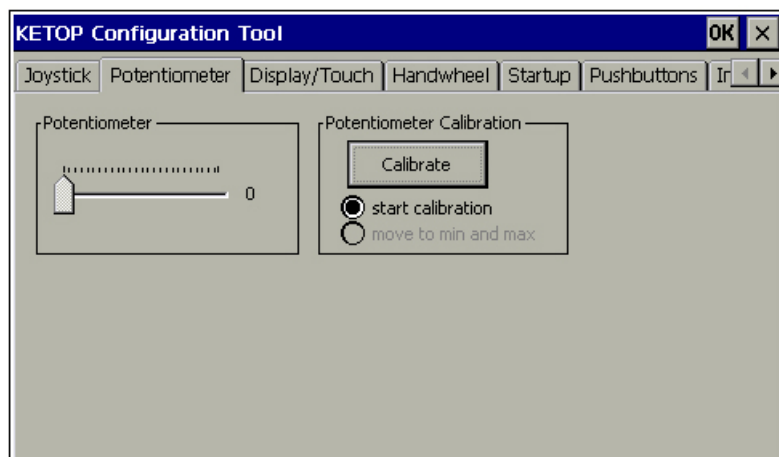 KETOP Configuration Tool OK ×
Joystick Potentiometer Display/Touch Handwheel Startup Pushbuttons
Potentiometer
0
Potentiometer Calibration
Calibrate
start calibration
move to min and max